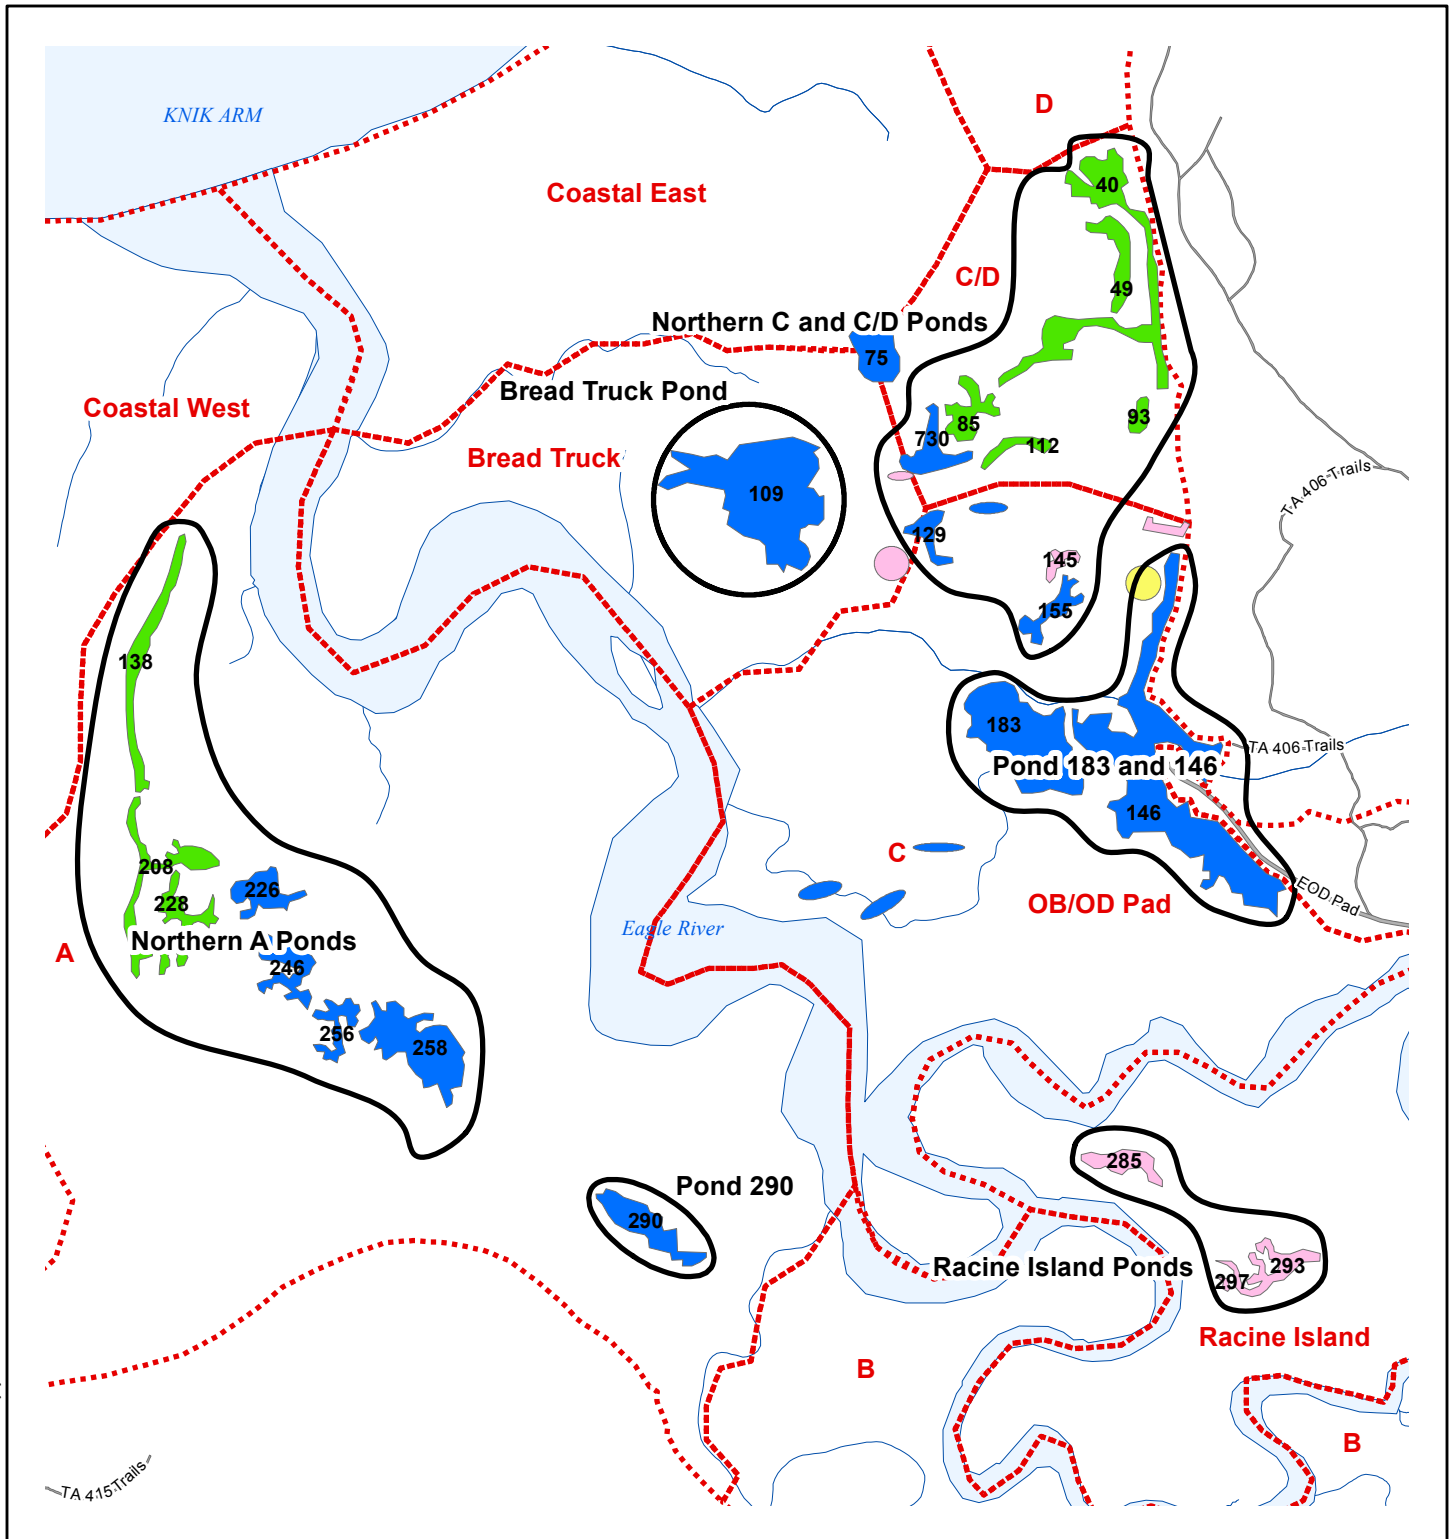 KNIK ARM
D
Coastal East
40
C/D
49
Northern C and C/D Ponds
75
Bread Truck Pond
Coastal West
93
85
730
112
Bread Truck
TA 406 Trails
109
129
145
155
138
183
TA 406 Trails
Pond 183 and 146
146
C
208
226
EOD Pad
228
OB/OD Pad
Eagle River
Northern A Ponds
A
246
256
258
285
Pond 290
290
Racine Island Ponds
293
297
Racine Island
B
B
TA 415 Trails